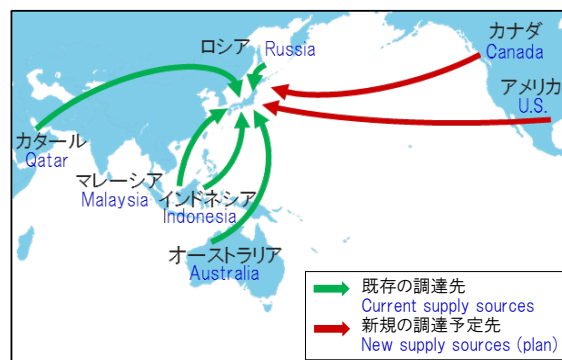 ロシア
Russia
カナダ
Canada
アメリカ
U.S.
カタール
Qatar
マレーシア
Malaysia
インドネシア
Indonesia
オーストラリア
Australia
既存の調達先
Current supply sources
新規の調達予定先
New supply sources (plan)